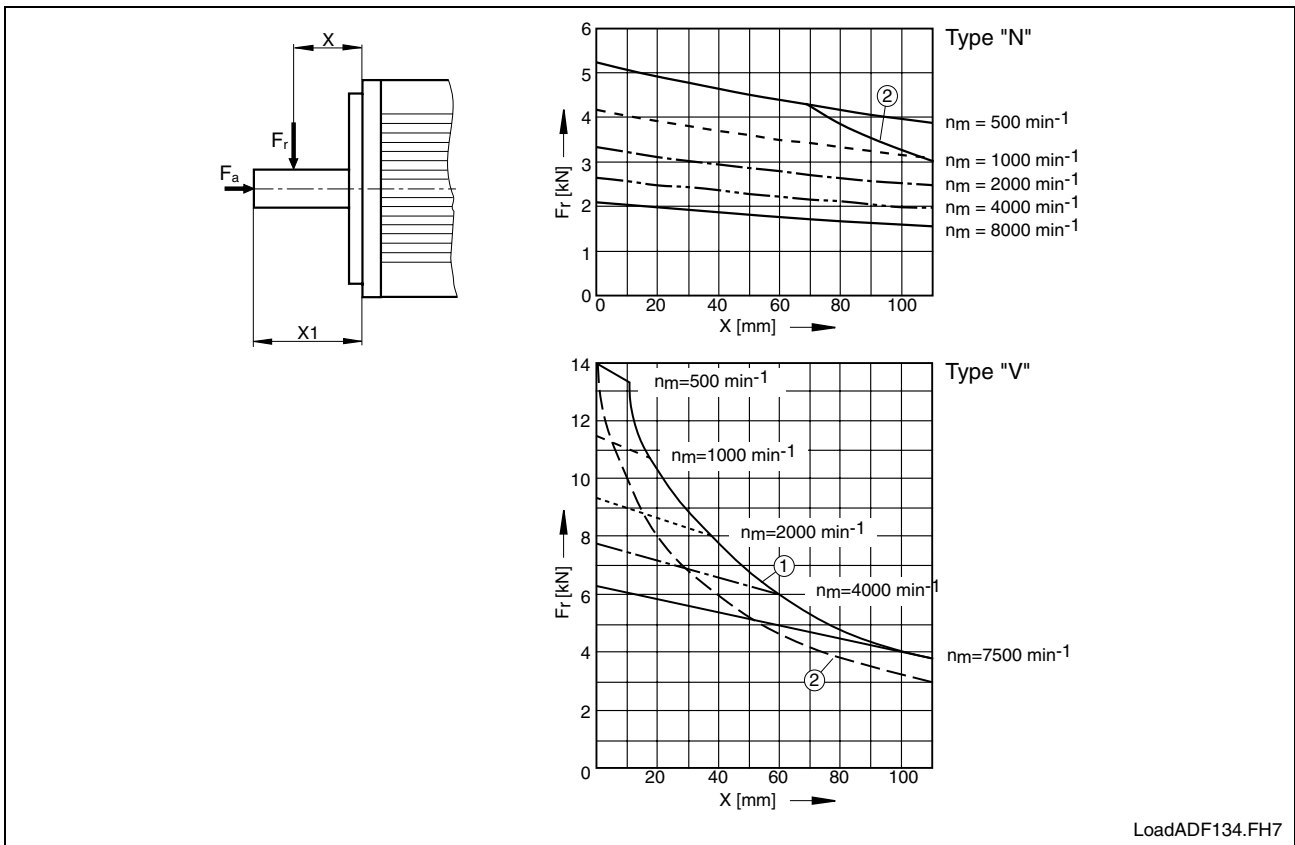 X
Fr
Fa
X1
Type "N"
6
5
4
3
2
1
0
Fr [kN]
2
nm = 500 min-1
nm = 1000 min-1
nm = 2000 min-1
nm = 4000 min-1
nm = 8000 min-1
0 20 40 60 80 100
X [mm]
Type "V"
14
12
10
8
6
4
2
0
Fr [kN]
nm=500 min-1
nm=1000 min-1
nm=2000 min-1
1
nm=4000 min-1
nm=7500 min-1
2
20 40 60 80 100
X [mm]
LoadADF134.FH7